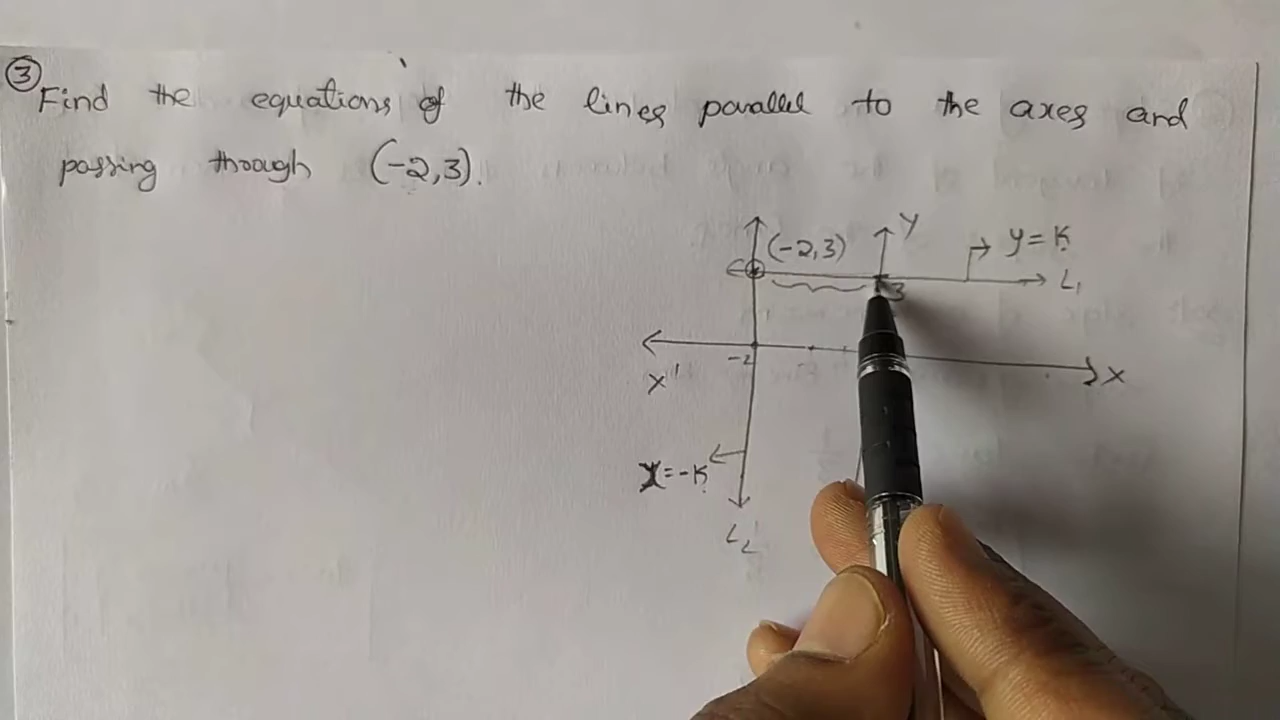 ③
Find the equations of the lines parallel to the axes and
passing through (-2,3).
(-2,3)
Y
y=K
3
L₁
-2
X'
X
X=-K
L₂